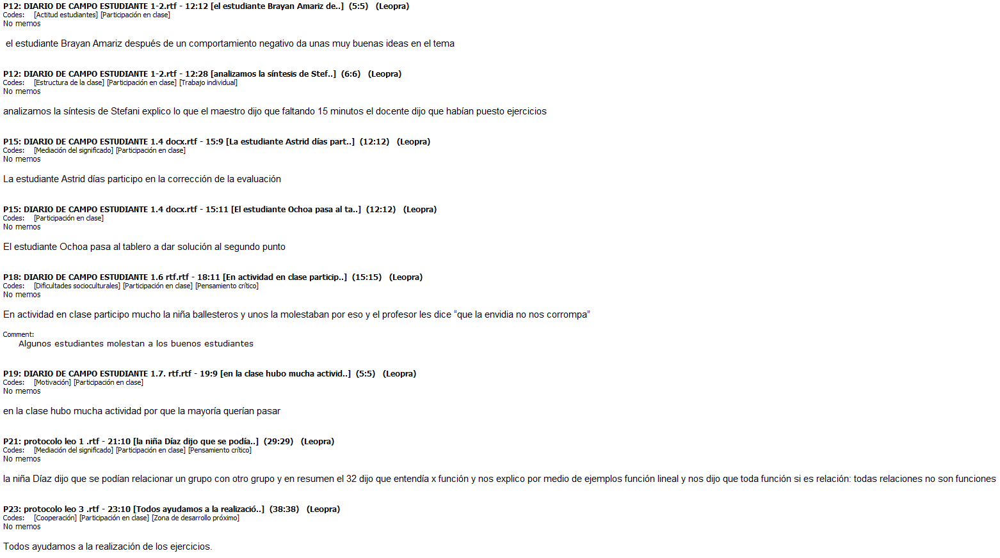 P12: DIARIO DE CAMPO ESTUDIANTE 1-2.rtf - 12:12 [el estudiante Brayan Amariz de..]  (5:5)   (Leopra)
Codes: [Actitud estudiantes] [Participación en clase]
No memos
el estudiante Brayan Amariz después de un comportamiento negativo da unas muy buenas ideas en el tema
P12: DIARIO DE CAMPO ESTUDIANTE 1-2.rtf - 12:28 [analizamos la síntesis de Stef..]  (6:6)   (Leopra)
Codes: [Estructura de la clase] [Participación en clase] [Trabajo individual]
No memos
analizamos la síntesis de Stefani explico lo que el maestro dijo que faltando 15 minutos el docente dijo que habían puesto ejercicios
P15: DIARIO DE CAMPO ESTUDIANTE 1.4 docx.rtf - 15:9 [La estudiante Astrid días part..]  (12:12)   (Leopra)
Codes: [Mediación del significado] [Participación en clase]
No memos
La estudiante Astrid días participo en la corrección de la evaluación
P15: DIARIO DE CAMPO ESTUDIANTE 1.4 docx.rtf - 15:11 [El estudiante Ochoa pasa al ta..]  (12:12)   (Leopra)
Codes: [Participación en clase]
No memos
El estudiante Ochoa pasa al tablero a dar solución al segundo punto
P18: DIARIO DE CAMPO ESTUDIANTE 1.6 rtf.rtf - 18:11 [En actividad en clase particip..]  (15:15)   (Leopra)
Codes: [Dificultades socioculturales] [Participación en clase] [Pensamiento crítico]
No memos
En actividad en clase participo mucho la niña ballesteros y unos la molestaban por eso y el profesor les dice “que la envidia no nos corrompa”
Comment:
Algunos estudiantes molestan a los buenos estudiantes
P19: DIARIO DE CAMPO ESTUDIANTE 1.7. rtf.rtf - 19:9 [en la clase hubo mucha activid..]  (5:5)   (Leopra)
Codes: [Motivación] [Participación en clase]
No memos
en la clase hubo mucha actividad por que la mayoría querían pasar
P21: protocolo leo 1 .rtf - 21:10 [la niña Díaz dijo que se podía..]  (29:29)   (Leopra)
Codes: [Mediación del significado] [Participación en clase] [Pensamiento crítico]
No memos
la niña Díaz dijo que se podían relacionar un grupo con otro grupo y en resumen el 32 dijo que entendía x función y nos explico por medio de ejemplos función lineal y nos dijo que toda función si es relación: todas relaciones no son funciones
P23: protocolo leo 3 .rtf - 23:10 [Todos ayudamos a la realizació..]  (38:38)   (Leopra)
Codes: [Cooperación] [Participación en clase] [Zona de desarrollo próximo]
No memos
Todos ayudamos a la realización de los ejercicios.